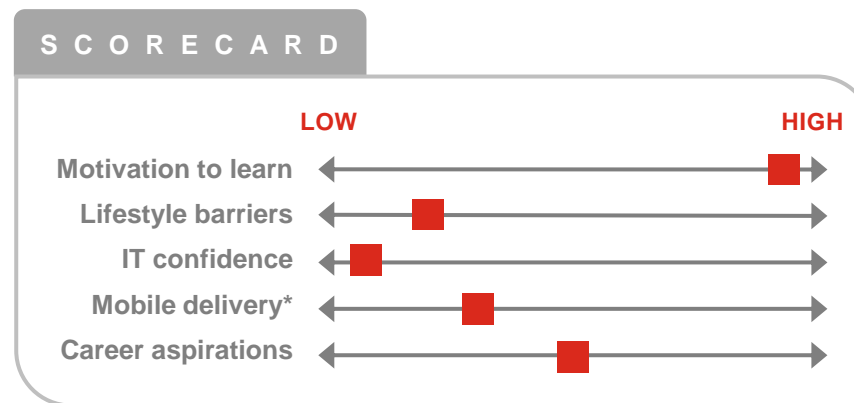 SCORECARD
LOW HIGH
Motivation to learn
Lifestyle barriers
IT confidence
Mobile delivery*
Career aspirations